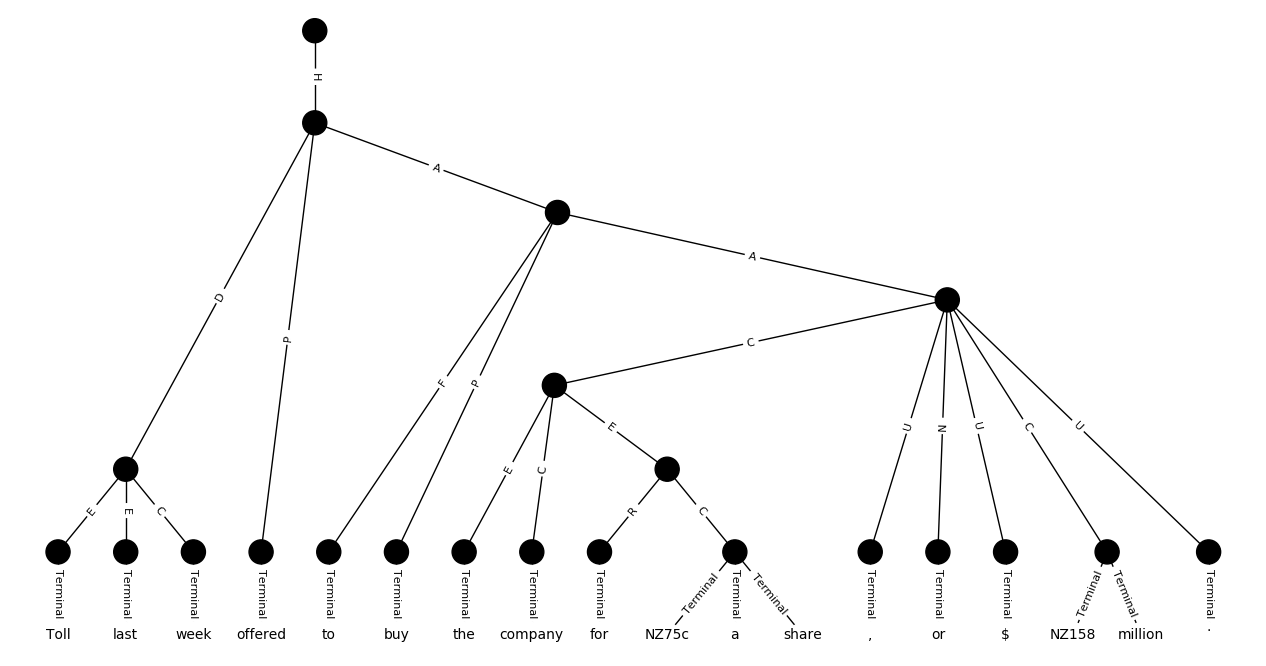 H
A
A
D
P
C
F
P
U
N
U
C
U
E
E
C
E
E
C
E
R
C
Terminal Terminal Terminal Terminal Terminal Terminal Terminal Terminal Terminal Terminal Terminal Terminal Terminal Terminal Terminal Terminal Terminal Terminal
Toll last week offered to buy the company for NZ75c a share , or $ NZ158 million .